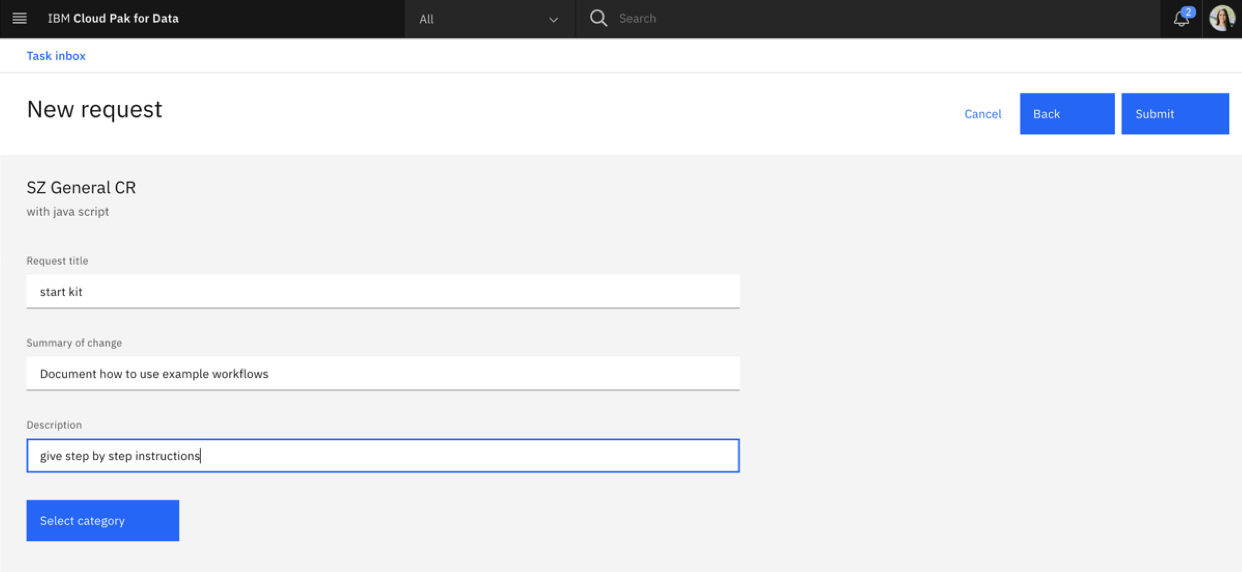 IBM Cloud Pak for Data
All
Search
2
Task inbox
New request
Cancel
Back
Submit
SZ General CR
with java script
Request title
start kit
Summary of change
Document how to use example workflows
Description
give step by step instructions
Select category